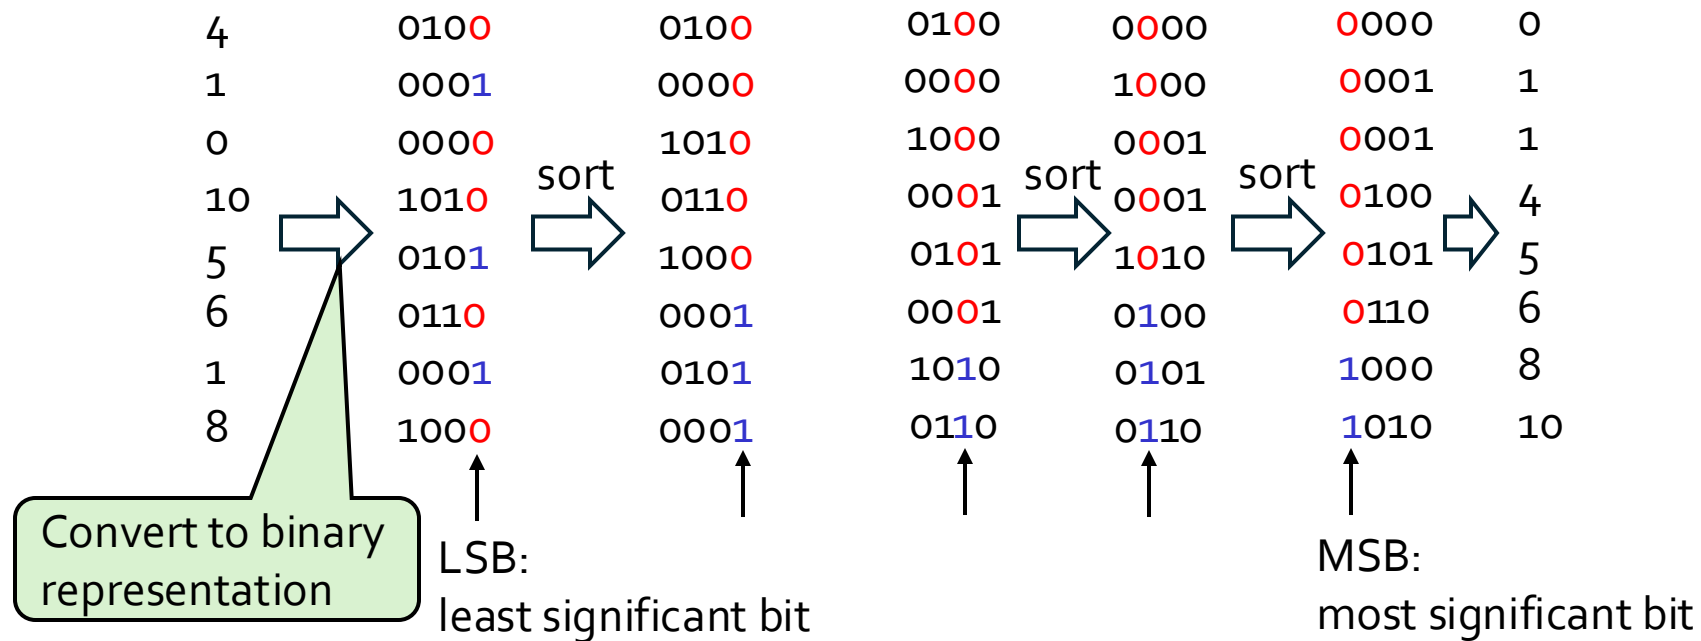 4 0100 0100 0100 0000 0000 0
1 0001 0000 0000 1000 0001 1
0 0000 1010 1000 0001 0001 1
sort sort sort
10 1010 0110 0001 0001 0100 4
5 0101 1000 0101 1010 0101 5
6 0110 0001 0001 0100 0110 6
1 0001 0101 1010 0101 1000 8
8 1000 0001 0110 0110 1010 10
Convert to binary
representation
LSB:
least significant bit
MSB:
most significant bit